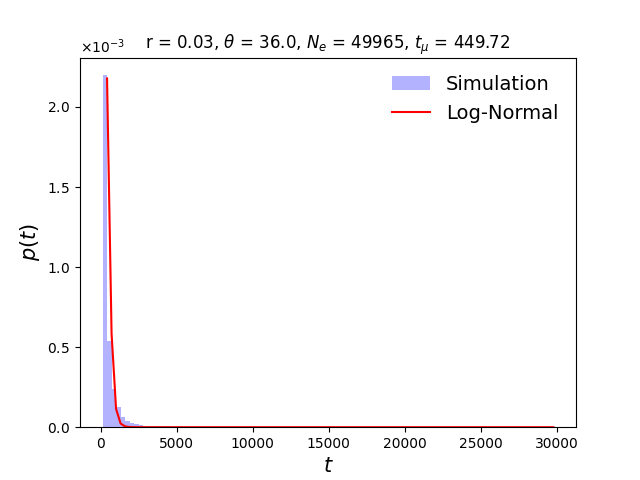 ×10⁻³ r = 0.03, θ = 36.0, Nₑ = 49965, t_μ = 449.72
Simulation
Log-Normal
2.0
1.5
1.0
0.5
0.0
p(t)
0 5000 10000 15000 20000 25000 30000
t